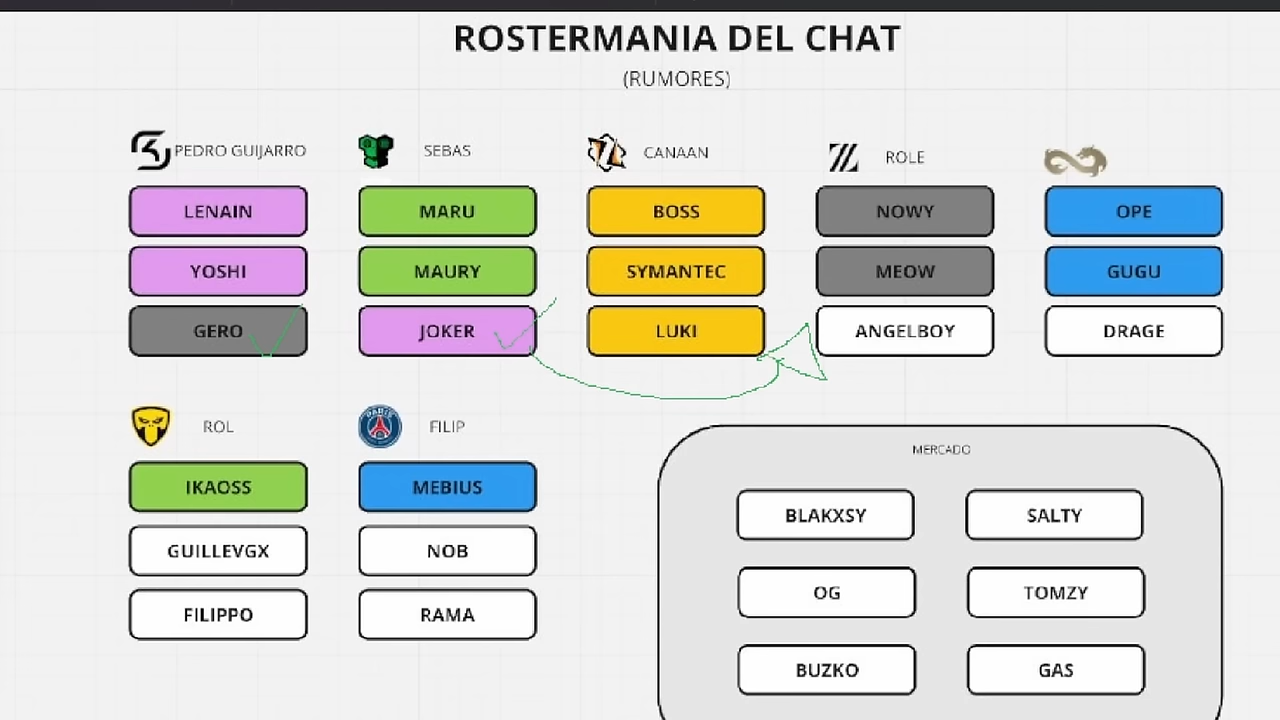 ROSTERMANIA DEL CHAT
(RUMORES)
PEDRO GUIJARRO
LENAIN
YOSHI
GERO
SEBAS
MARU
MAURY
JOKER
CANAAN
BOSS
SYMANTEC
LUKI
ROLE
NOWY
MEOW
ANGELBOY
OPE
GUGU
DRAGE
ROL
IKAOSS
GUILLEVGX
FILIPPO
PARIS
FILIP
MEBIUS
NOB
RAMA
MERCADO
BLAKXSY
SALTY
OG
TOMZY
BUZKO
GAS